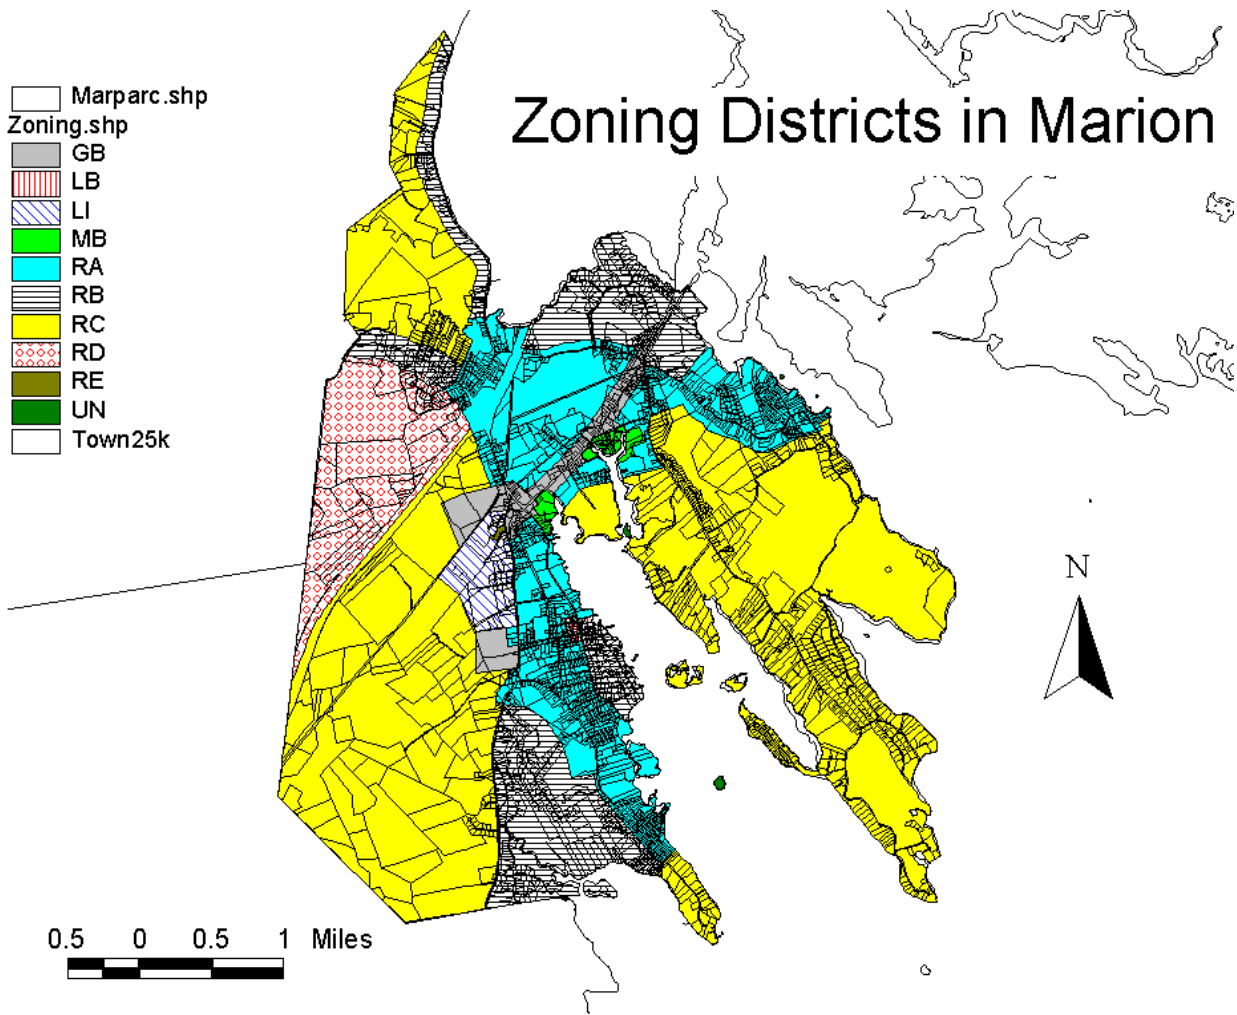 Zoning Districts in Marion
Marparc.shp
Zoning.shp
GB
LB
LI
MB
RA
RB
RC
RD
RE
UN
Town25k
N
0.5 0 0.5 1 Miles